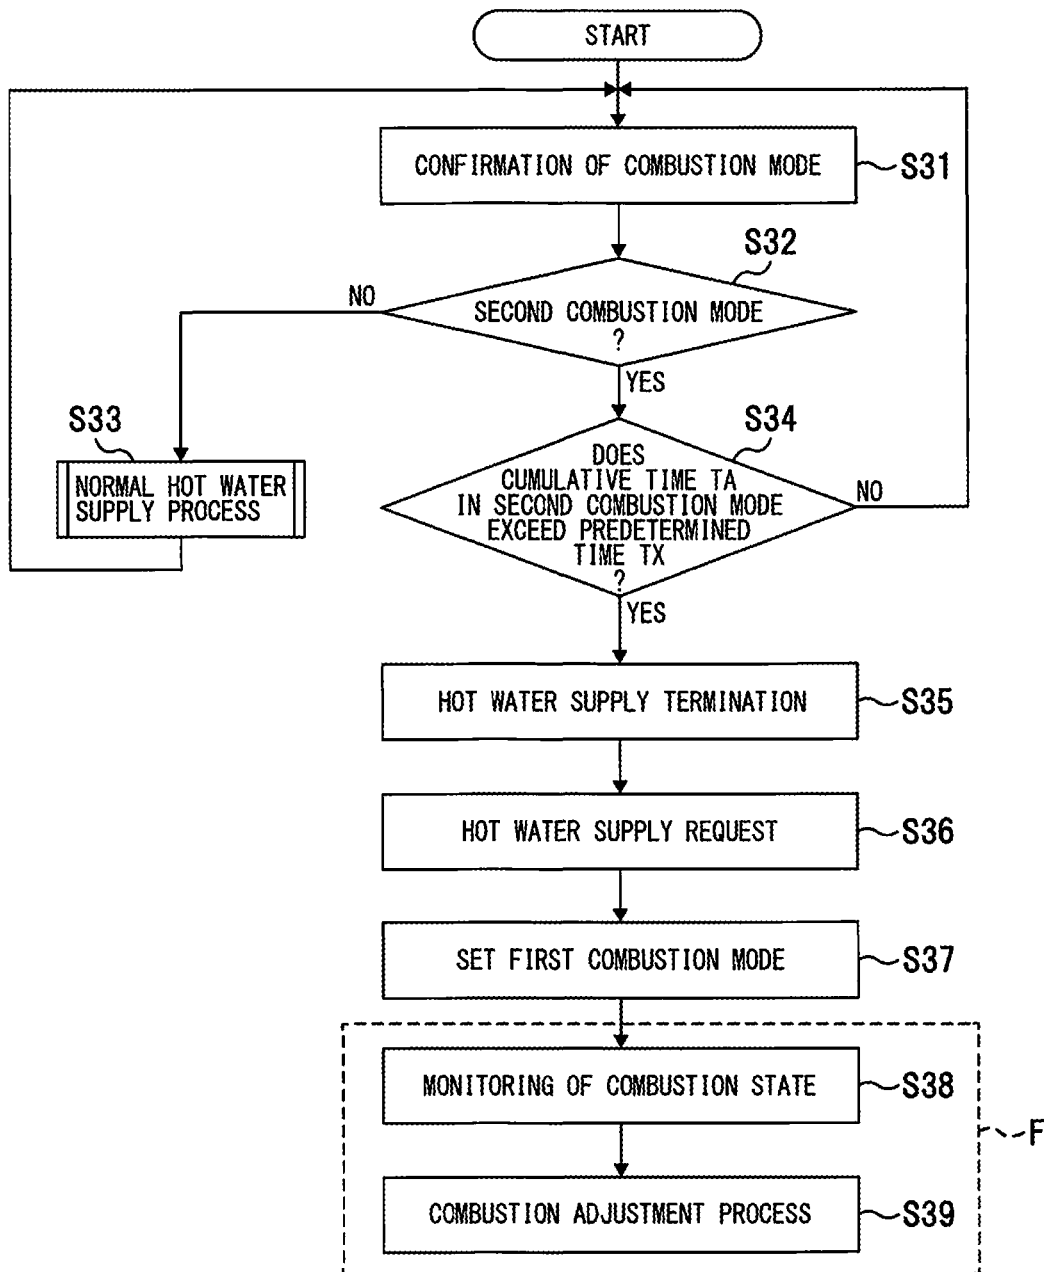 START
CONFIRMATION OF COMBUSTION MODE
S31
S32
NO
SECOND COMBUSTION MODE
?
YES
S33
NORMAL HOT WATER
SUPPLY PROCESS
S34
DOES
CUMULATIVE TIME TA
IN SECOND COMBUSTION MODE
EXCEED PREDETERMINED
TIME TX
?
NO
YES
HOT WATER SUPPLY TERMINATION
S35
HOT WATER SUPPLY REQUEST
S36
SET FIRST COMBUSTION MODE
S37
MONITORING OF COMBUSTION STATE
S38
F
COMBUSTION ADJUSTMENT PROCESS
S39